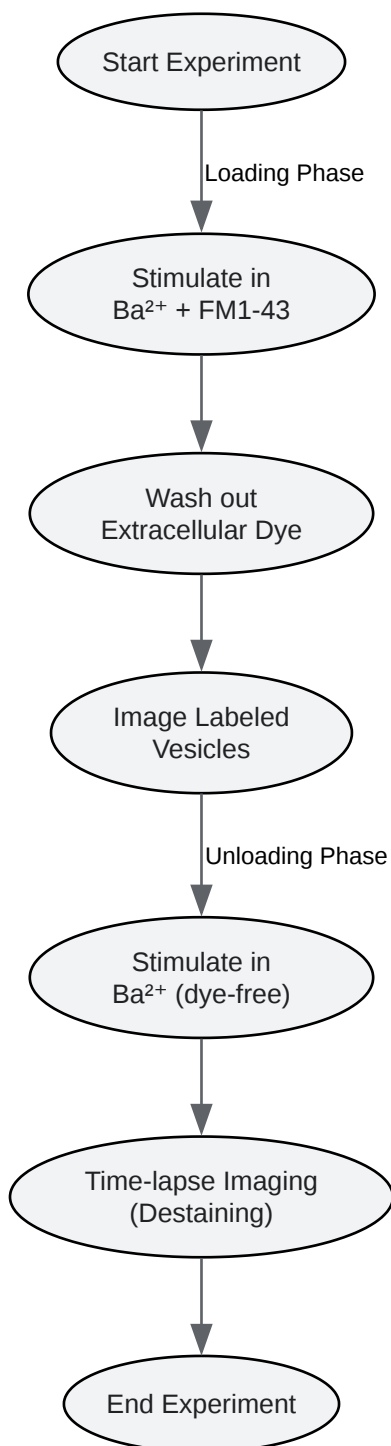 Start Experiment
Loading Phase
Stimulate in
Ba²⁺ + FM1-43
Wash out
Extracellular Dye
Image Labeled
Vesicles
Unloading Phase
Stimulate in
Ba²⁺ (dye-free)
Time-lapse Imaging
(Destaining)
End Experiment